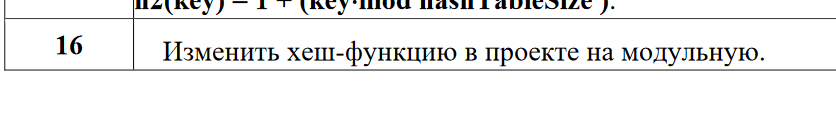 h2(key) = 1 + (key·mod hashTableSize ).
16
Изменить хеш-функцию в проекте на модульную.